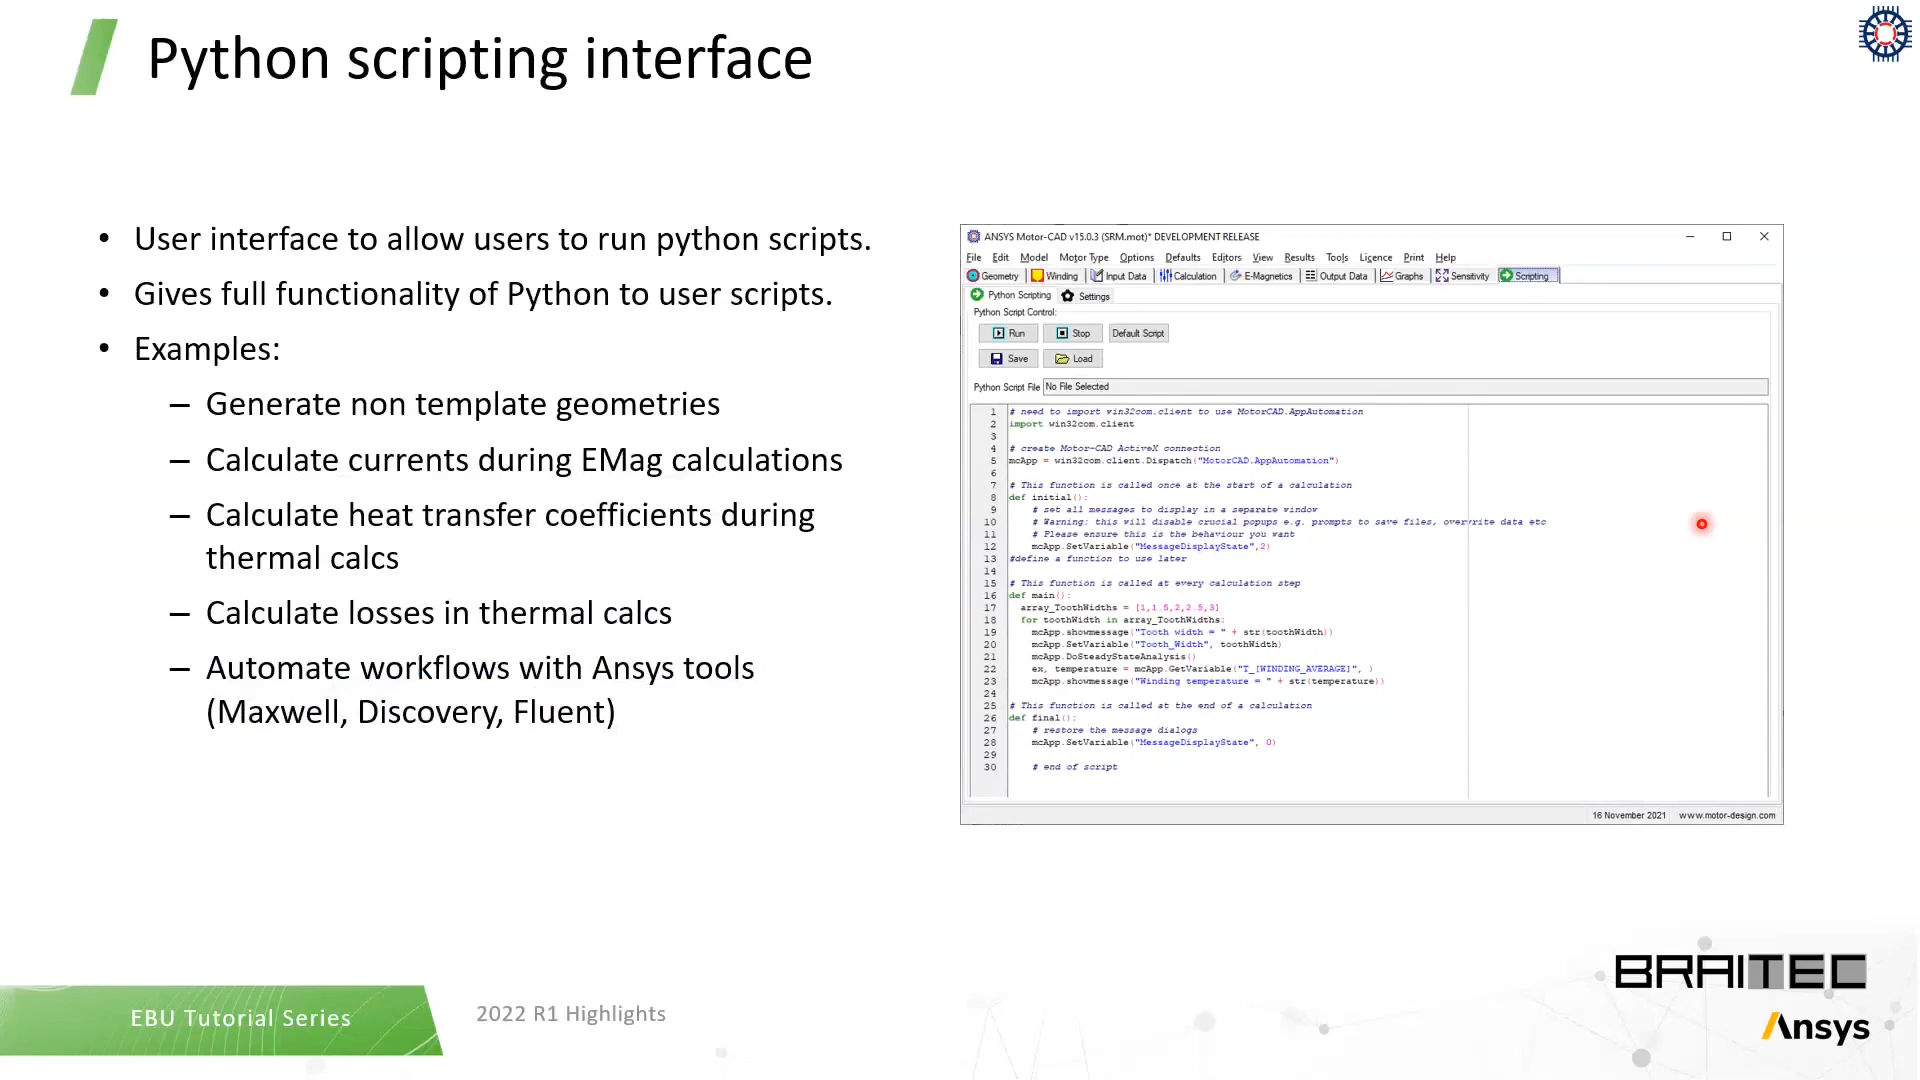 Python scripting interface
• User interface to allow users to run python scripts.
• Gives full functionality of Python to user scripts.
• Examples:
– Generate non template geometries
– Calculate currents during EMag calculations
– Calculate heat transfer coefficients during
thermal calcs
– Calculate losses in thermal calcs
– Automate workflows with Ansys tools
(Maxwell, Discovery, Fluent)
ANSYS Motor-CAD v15.0.3 (SRM.mot)* DEVELOPMENT RELEASE
File Edit Model Motor Type Options Defaults Editors View Results Tools Licence Print Help
Geometry Winding Input Data Calculation E-Magnetics Output Data Graphs Sensitivity Scripting
Python Scripting Settings
Python Script Control:
Run Stop Default Script
Save Load
Python Script File No File Selected
1 # need to import win32com.client to use MotorCAD.AppAutomation
2 import win32com.client
3
4 # create Motor-CAD ActiveX connection
5 mcApp = win32com.client.Dispatch("MotorCAD.AppAutomation")
6
7 # This function is called once at the start of a calculation
8 def initial():
9 # set all messages to display in a separate window
10 # Warning: this will disable crucial popups e.g. prompts to save files, overwrite data etc
11 # Please ensure this is the behaviour you want
12 mcApp.SetVariable("MessageDisplayState",2)
13 #define a function to use later
14
15 # This function is called at every calculation step
16 def main():
17 array_ToothWidths = [1,1.5,2,2.5,3]
18 for toothWidth in array_ToothWidths:
19 mcApp.showmessage("Tooth width = " + str(toothWidth))
20 mcApp.SetVariable("Tooth_Width", toothWidth)
21 mcApp.DoSteadyStateAnalysis()
22 ex, temperature = mcApp.GetVariable("T_[WINDING_AVERAGE]", )
23 mcApp.showmessage("Winding temperature = " + str(temperature))
24
25 # This function is called at the end of a calculation
26 def final():
27 # restore the message dialogs
28 mcApp.SetVariable("MessageDisplayState", 0)
29
30 # end of script
16 November 2021 www.motor-design.com
EBU Tutorial Series
2022 R1 Highlights
BRAITEC
Ansys